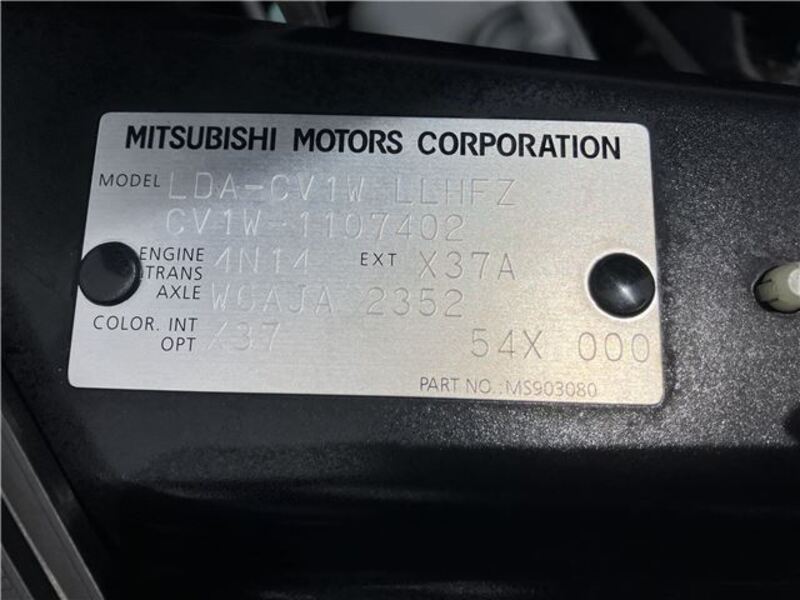 MITSUBISHI MOTORS CORPORATION
MODEL LDA-CV1W LLHFZ
CV1W-1107402
ENGINE 4N14 EXT X37A
TRANS
AXLE W6AJA 2352
COLOR. INT X37
OPT 54X 000
PART NO.: MS903080